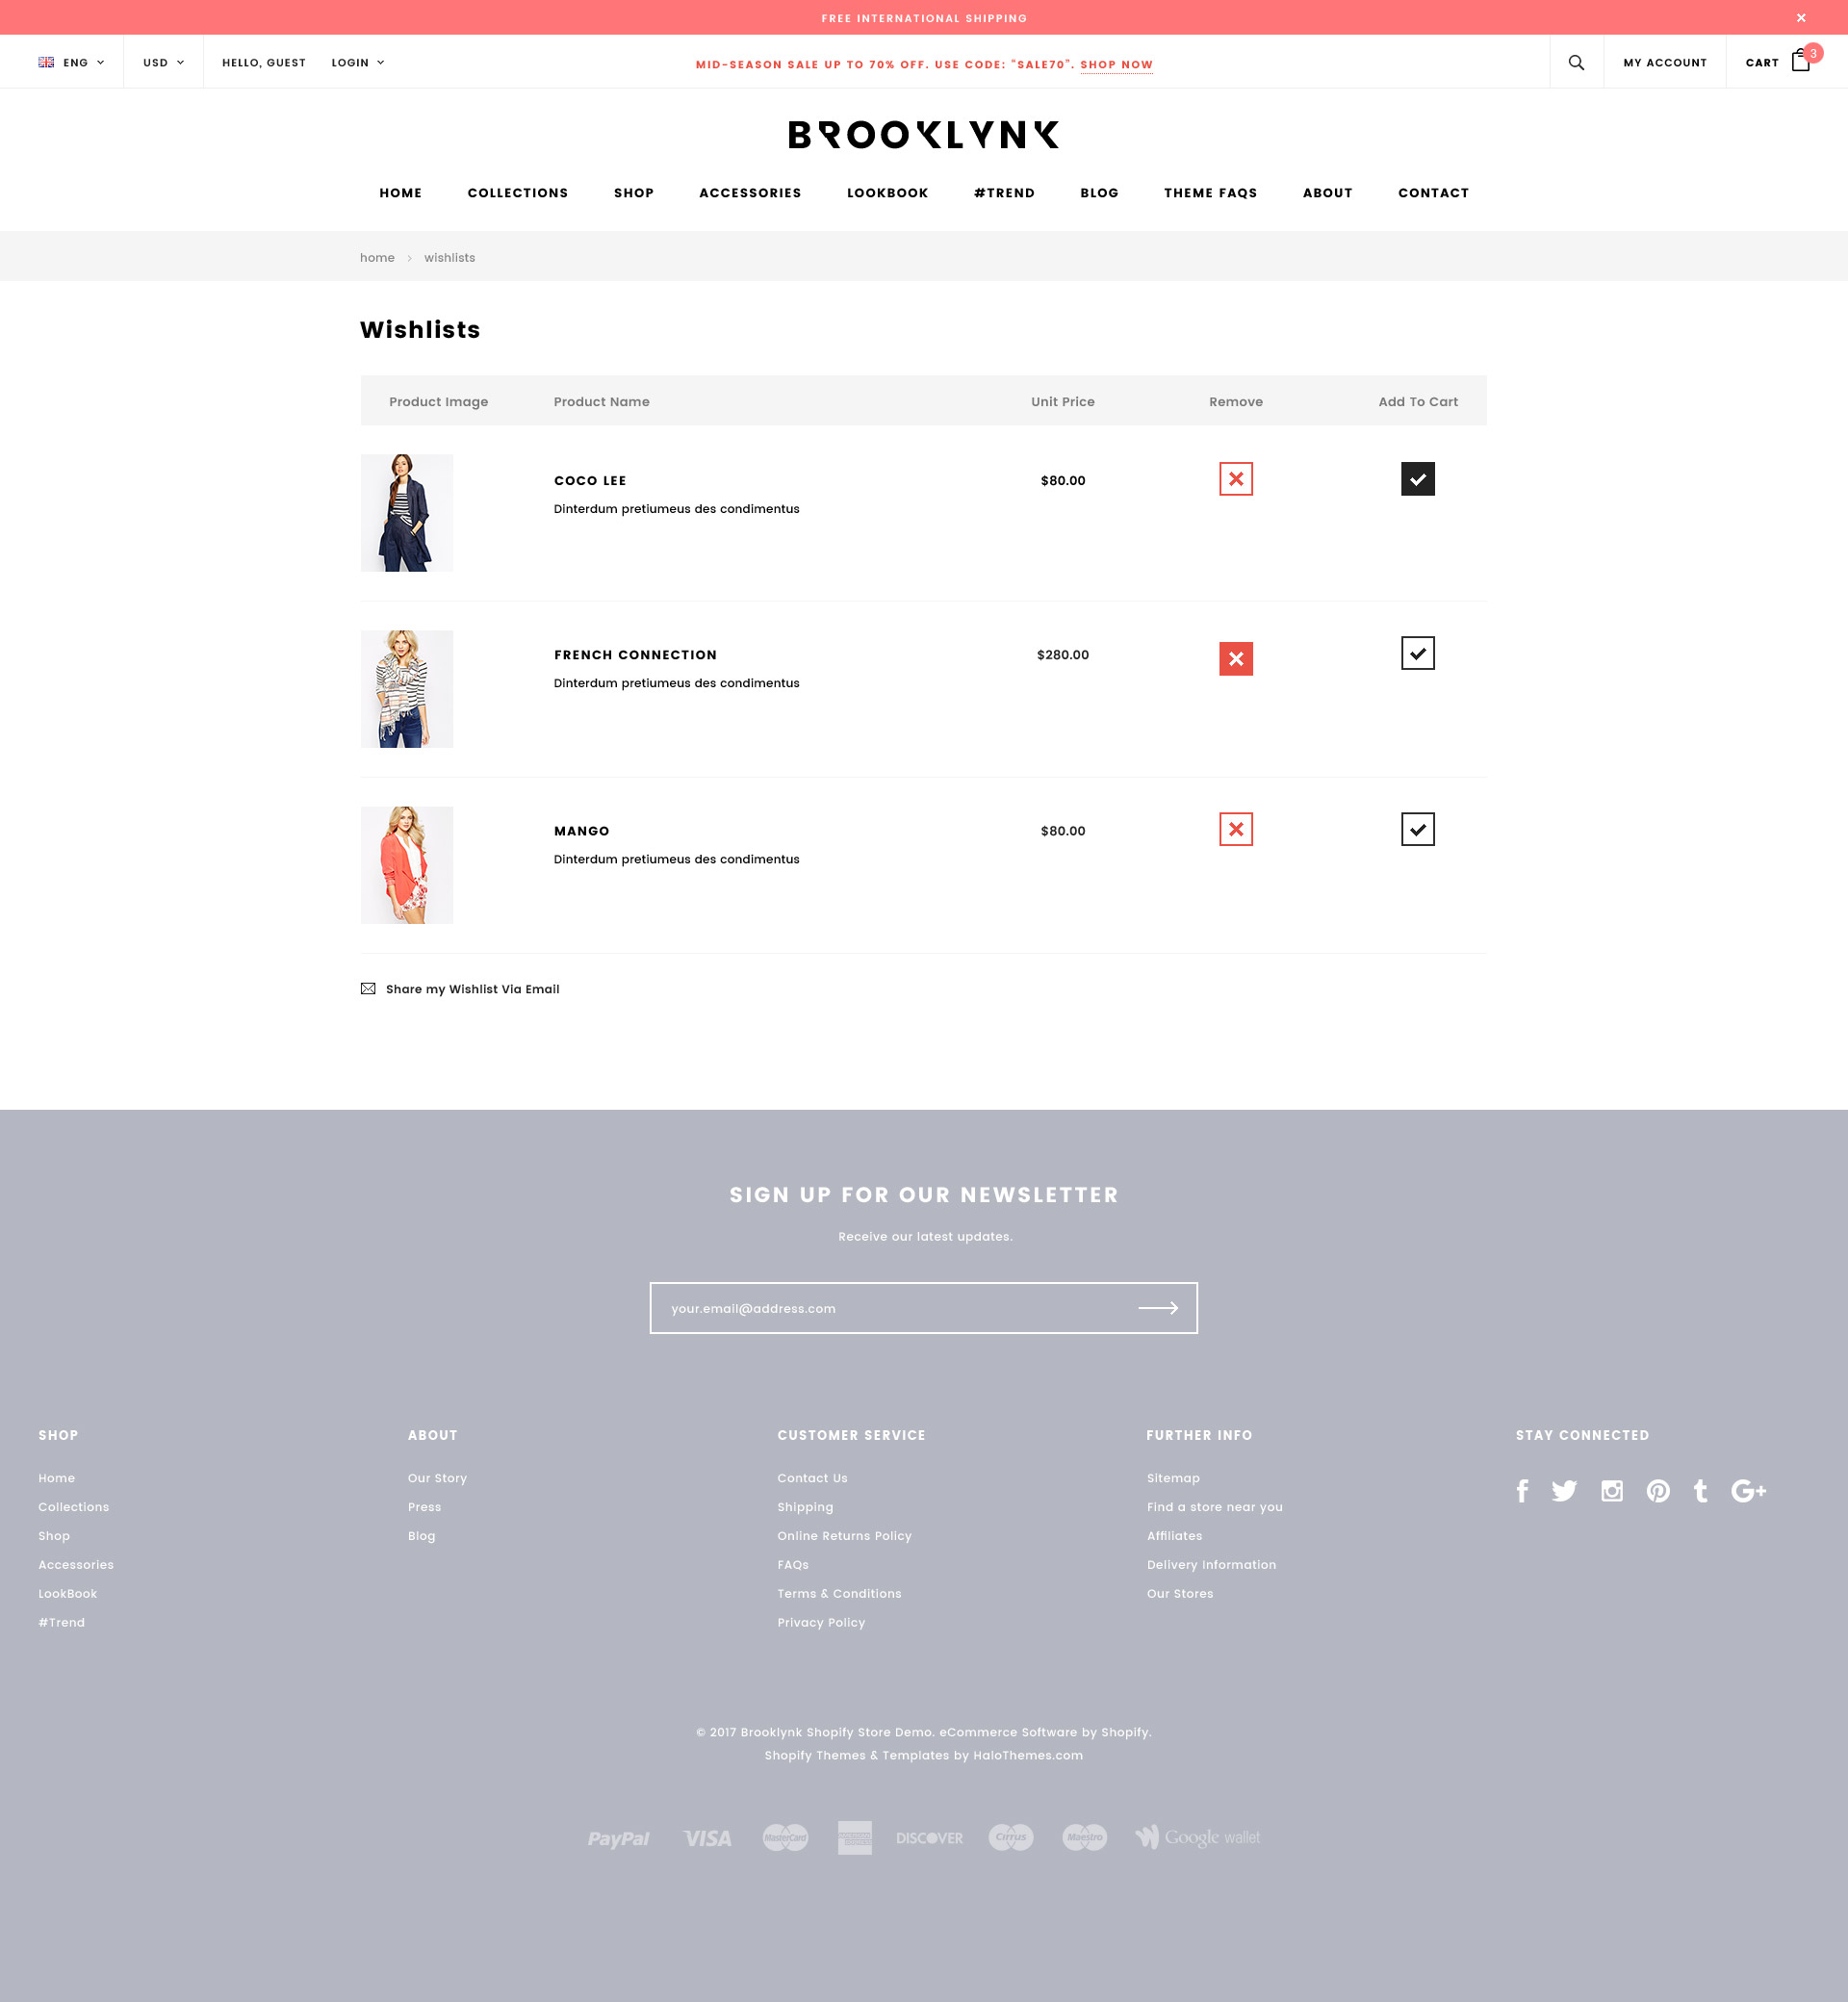 FREE INTERNATIONAL SHIPPING
ENG USD HELLO, GUEST LOGIN MID-SEASON SALE UP TO 70% OFF. USE CODE: "SALE70". SHOP NOW MY ACCOUNT CART 3
BROOKLYNK
HOME COLLECTIONS SHOP ACCESSORIES LOOKBOOK #TREND BLOG THEME FAQS ABOUT CONTACT
home › wishlists
Wishlists
Product Image Product Name Unit Price Remove Add To Cart
COCO LEE $80.00
Dinterdum pretiumeus des condimentus
FRENCH CONNECTION $280.00
Dinterdum pretiumeus des condimentus
MANGO $80.00
Dinterdum pretiumeus des condimentus
Share my Wishlist Via Email
SIGN UP FOR OUR NEWSLETTER
Receive our latest updates.
your.email@address.com
SHOP
Home
Collections
Shop
Accessories
LookBook
#Trend
ABOUT
Our Story
Press
Blog
CUSTOMER SERVICE
Contact Us
Shipping
Online Returns Policy
FAQs
Terms & Conditions
Privacy Policy
FURTHER INFO
Sitemap
Find a store near you
Affiliates
Delivery Information
Our Stores
STAY CONNECTED
© 2017 Brooklynk Shopify Store Demo. eCommerce Software by Shopify.
Shopify Themes & Templates by HaloThemes.com
PayPal VISA MasterCard DISCOVER Cirrus Maestro Google wallet